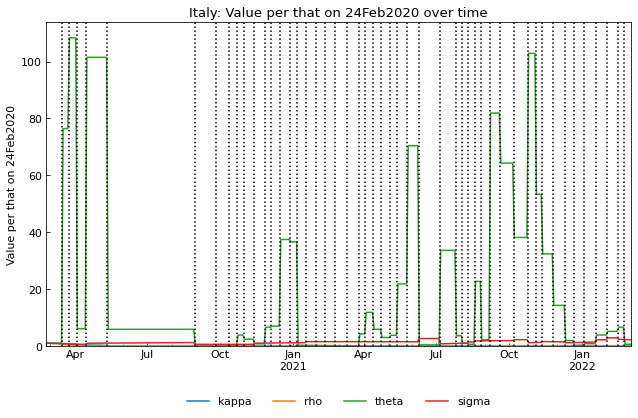 Italy: Value per that on 24Feb2020 over time
Value per that on 24Feb2020
100
80
60
40
20
0
Apr Jul Oct Jan Apr Jul Oct Jan
2021 2022
kappa rho theta sigma